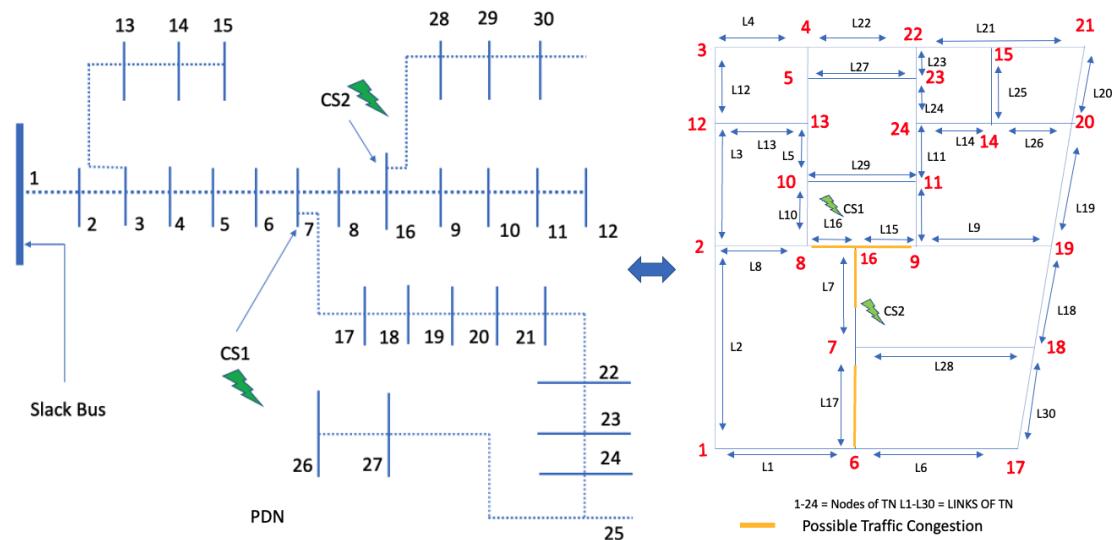 13 14 15
28 29 30
CS2
1
2 3 4 5 6 7 8 16 9 10 11 12
17 18 19 20 21
CS1
22
Slack Bus
23
24
26 27
25
PDN
L4 4 L22 22 L21 21
3 15
L23
5 L27 23
L12 L24 L25 L20
12 13 24 20
L13 L14 14 L26
L3 L5 L29 L11
10 11
L19
CS1
L10 L16 L15 L9
2 8 16 9 19
L8
L7
CS2 L18
L2
7 18
L28
L17 L30
1 6 17
L1 L6
1-24 = Nodes of TN L1-L30 = LINKS OF TN
Possible Traffic Congestion